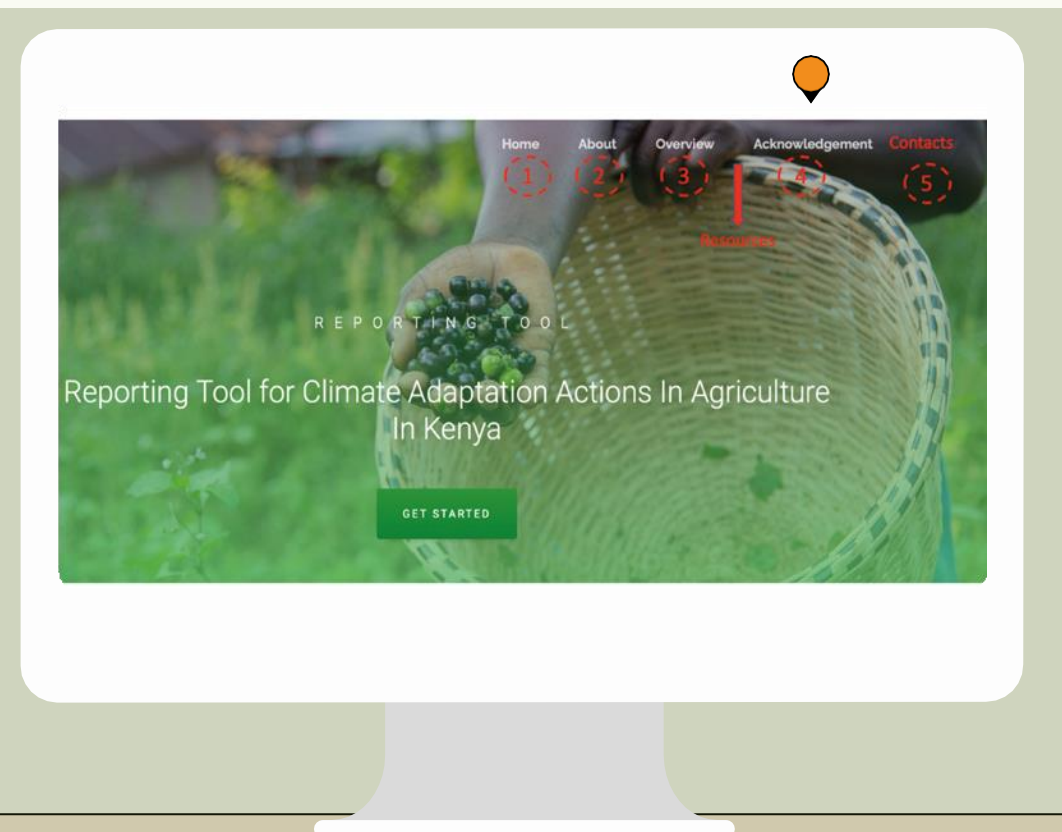 Home About Overview Acknowledgement Contacts
1 2 3 4 5
Resources
REPORTING TOOL
Reporting Tool for Climate Adaptation Actions In Agriculture
In Kenya
GET STARTED